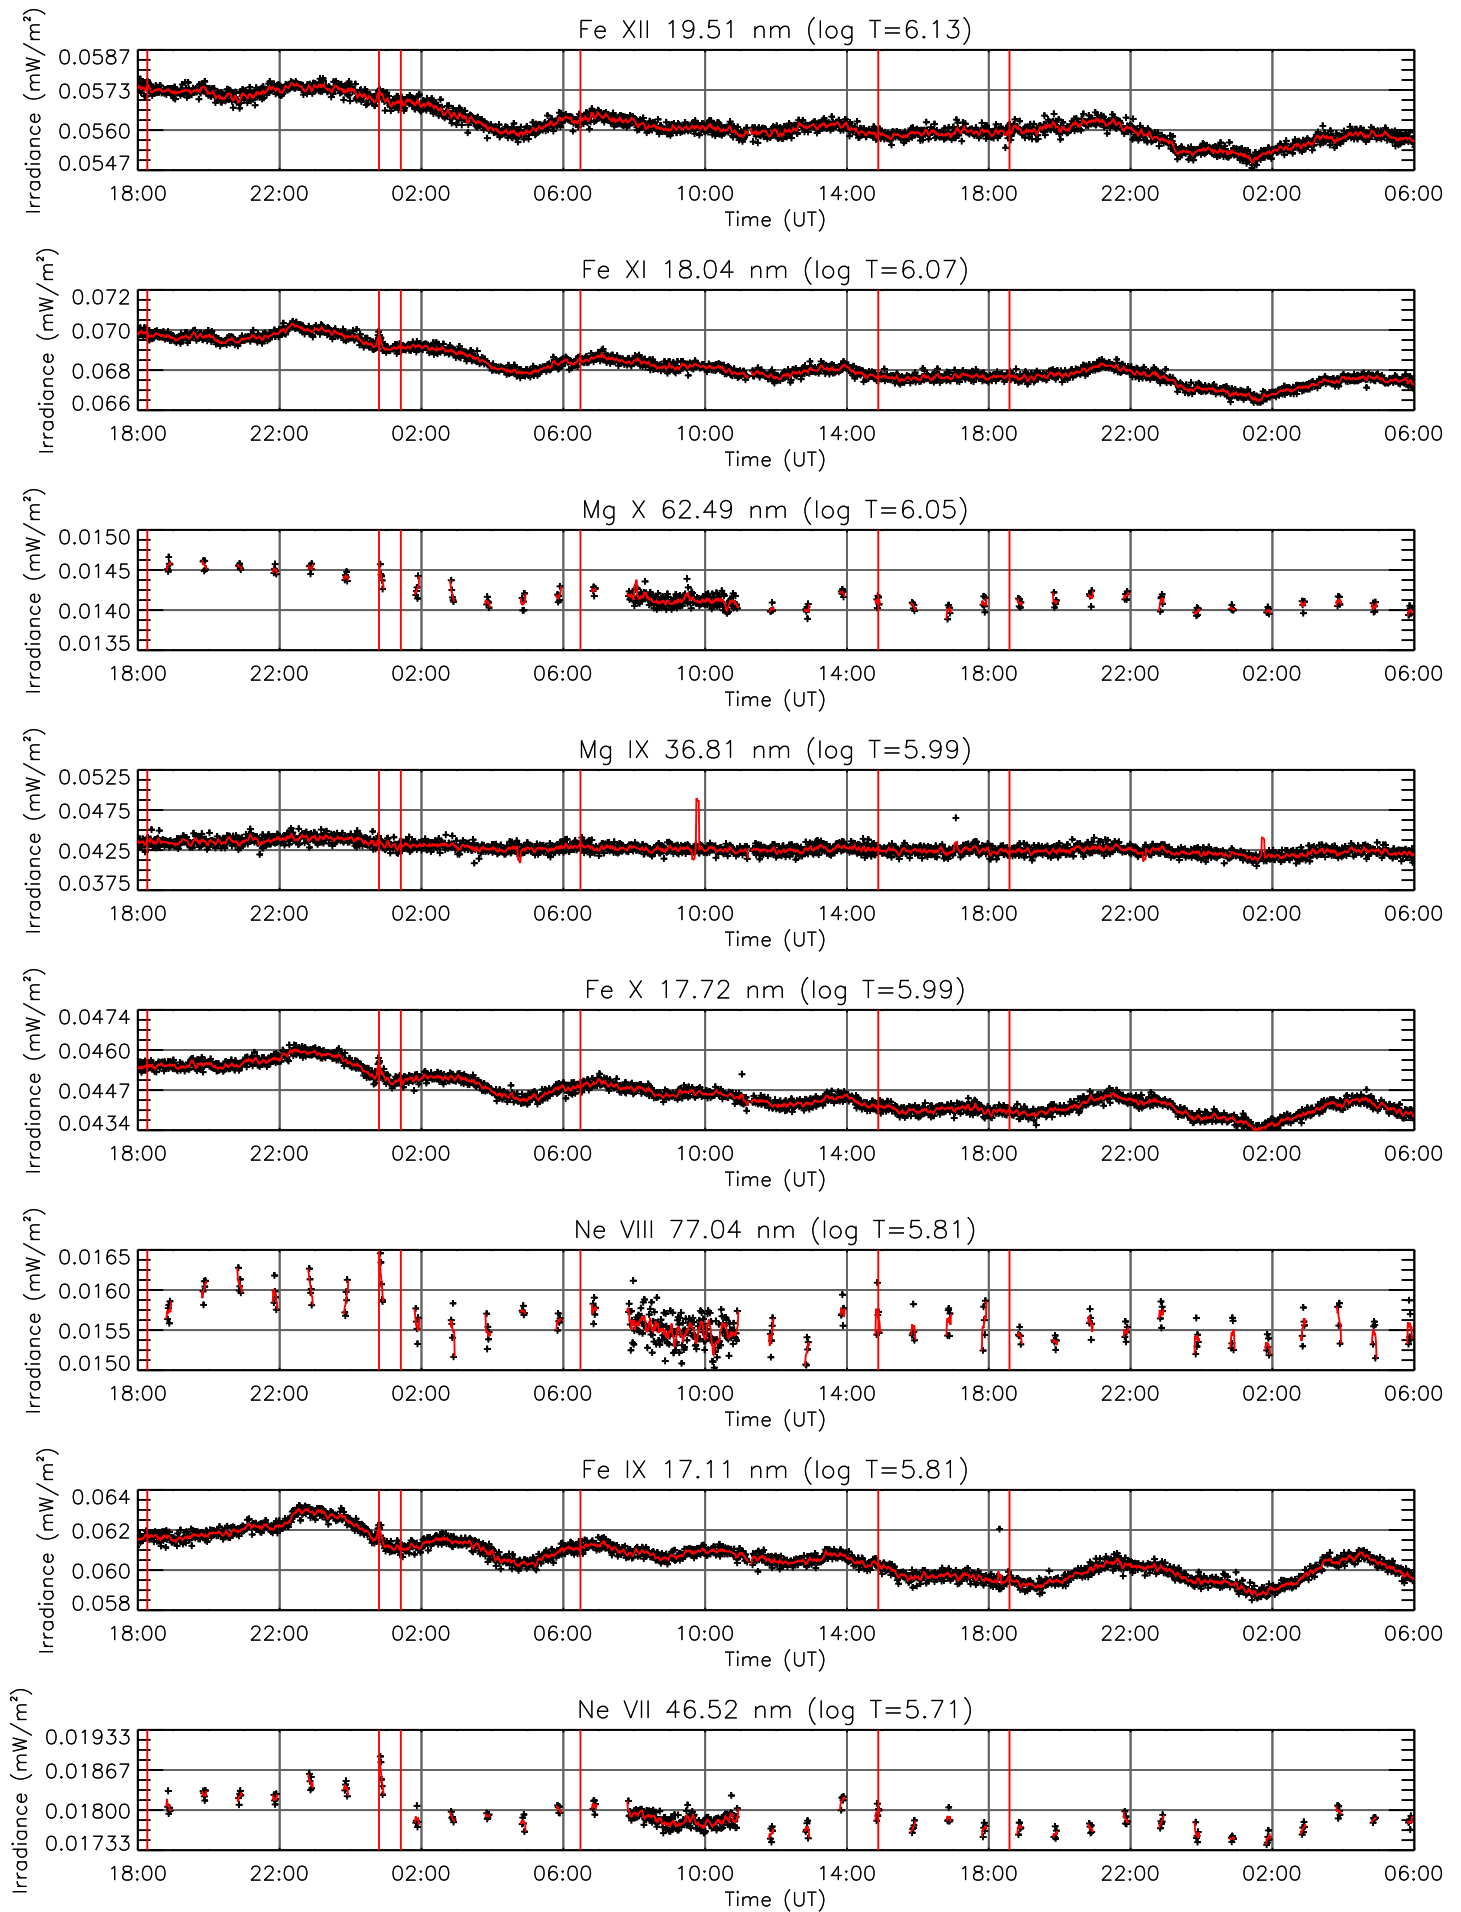 Fe XII 19.51 nm (log T=6.13)
Irradiance (mW/m²)
0.0587
0.0573
0.0560
0.0547
18:00 22:00 02:00 06:00 10:00 14:00 18:00 22:00 02:00 06:00
Time (UT)
Fe XI 18.04 nm (log T=6.07)
Irradiance (mW/m²)
0.072
0.070
0.068
0.066
18:00 22:00 02:00 06:00 10:00 14:00 18:00 22:00 02:00 06:00
Time (UT)
Mg X 62.49 nm (log T=6.05)
Irradiance (mW/m²)
0.0150
0.0145
0.0140
0.0135
18:00 22:00 02:00 06:00 10:00 14:00 18:00 22:00 02:00 06:00
Time (UT)
Mg IX 36.81 nm (log T=5.99)
Irradiance (mW/m²)
0.0525
0.0475
0.0425
0.0375
18:00 22:00 02:00 06:00 10:00 14:00 18:00 22:00 02:00 06:00
Time (UT)
Fe X 17.72 nm (log T=5.99)
Irradiance (mW/m²)
0.0474
0.0460
0.0447
0.0434
18:00 22:00 02:00 06:00 10:00 14:00 18:00 22:00 02:00 06:00
Time (UT)
Ne VIII 77.04 nm (log T=5.81)
Irradiance (mW/m²)
0.0165
0.0160
0.0155
0.0150
18:00 22:00 02:00 06:00 10:00 14:00 18:00 22:00 02:00 06:00
Time (UT)
Fe IX 17.11 nm (log T=5.81)
Irradiance (mW/m²)
0.064
0.062
0.060
0.058
18:00 22:00 02:00 06:00 10:00 14:00 18:00 22:00 02:00 06:00
Time (UT)
Ne VII 46.52 nm (log T=5.71)
Irradiance (mW/m²)
0.01933
0.01867
0.01800
0.01733
18:00 22:00 02:00 06:00 10:00 14:00 18:00 22:00 02:00 06:00
Time (UT)